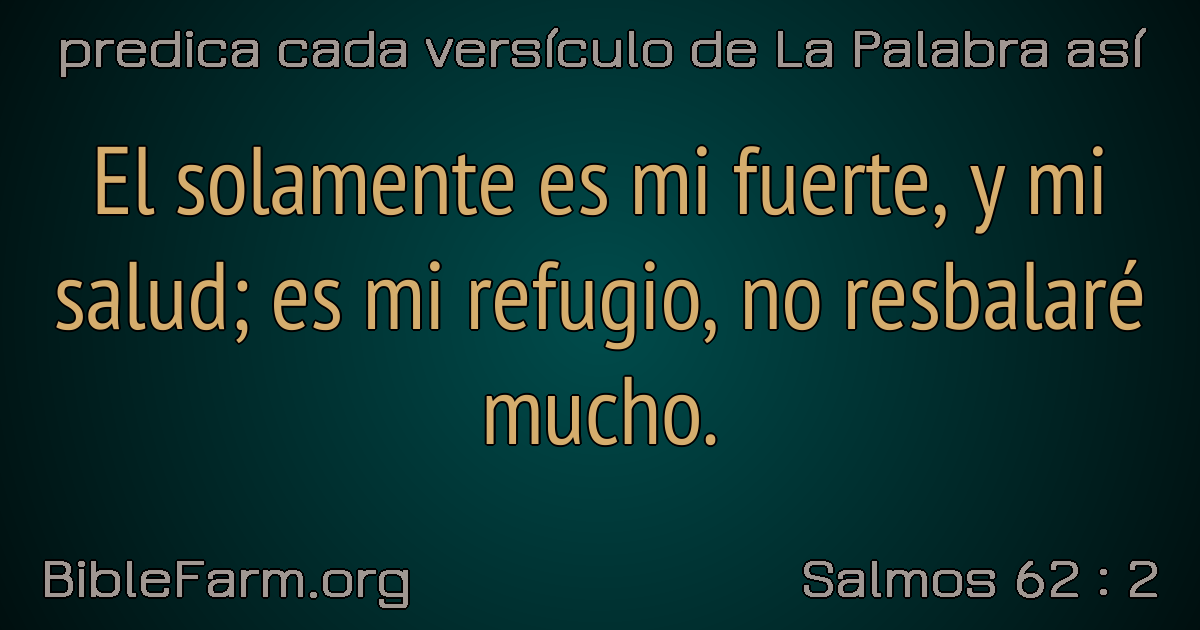 predica cada versículo de La Palabra así
El solamente es mi fuerte, y mi
salud; es mi refugio, no resbalaré
mucho.
BibleFarm.org
Salmos 62 : 2